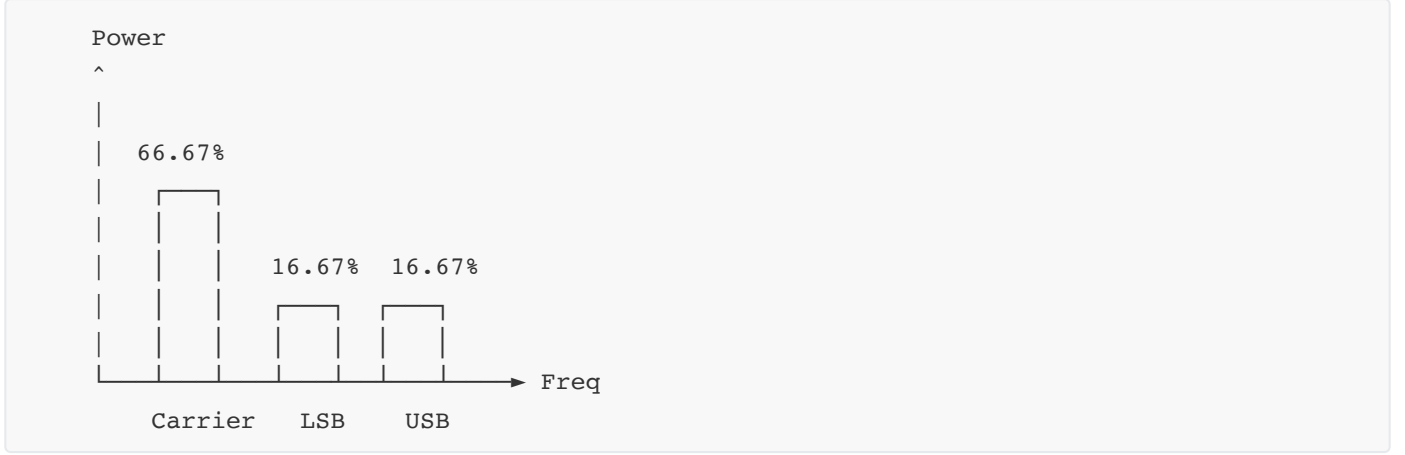 Power
^
66.67%
16.67% 16.67%
Freq
Carrier LSB USB